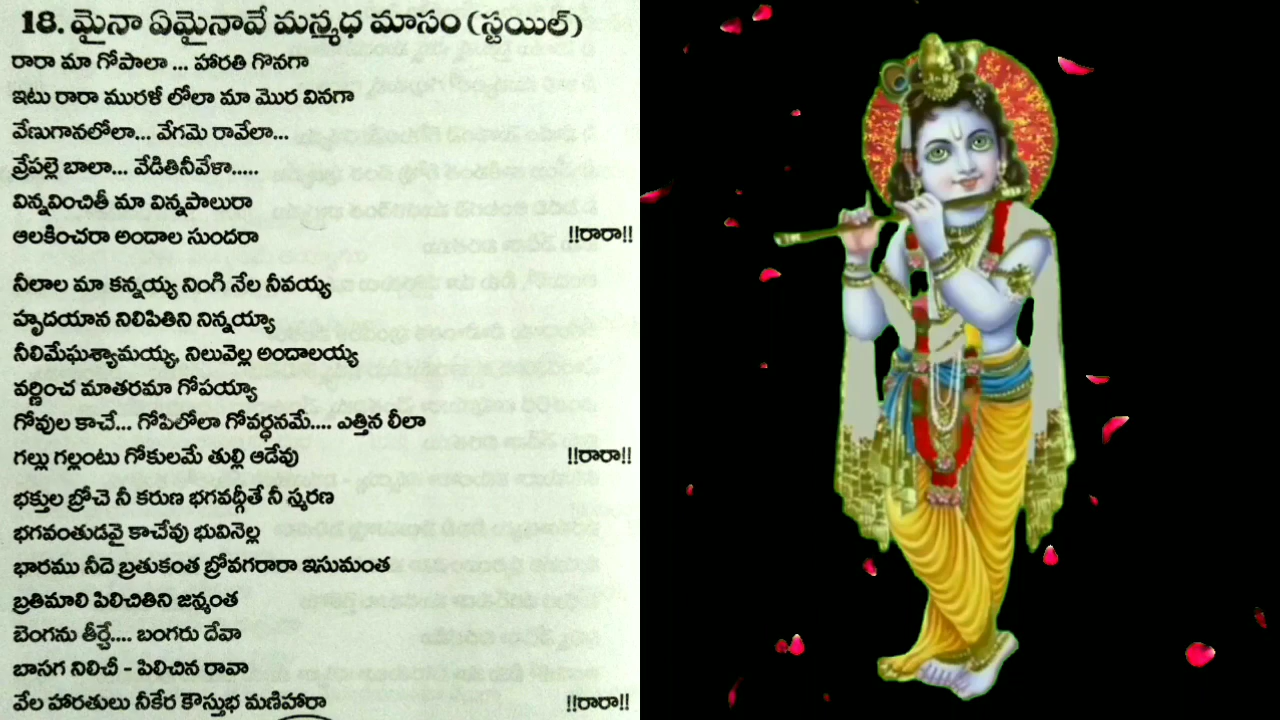 18. మైనా ఏమైనావే మన్మధ మాసం (స్టయిల్)
రారా మా గోపాలా ... హారతి గొనగా
ఇటు రారా మురళీ లోలా మా మొర వినగా
వేణుగానలోలా... వేగమె రావేలా...
వ్రేపల్లె బాలా... వేడితినీవేళా.....
విన్నవించితీ మా విన్నపాలురా
ఆలకించరా అందాల సుందరా !!రారా!!
నీలాల మా కన్నయ్య నింగి నేల నీవయ్య
హృదయాన నిలిపితిని నిన్నయ్యా
నీలిమేఘశ్యామయ్య, నిలువెల్ల అందాలయ్య
వర్ణించ మాతరమా గోపయ్యా
గోవుల కాచే... గోపిలోలా గోవర్ధనమే.... ఎత్తిన లీలా
గల్లు గల్లంటు గోకులమే తుల్లి ఆడేవు !!రారా!!
భక్తుల బ్రోచె నీ కరుణ భగవద్గీతే నీ స్మరణ
భగవంతుడవై కాచేవు భువినెల్ల
భారము నీదె బ్రతుకంత బ్రోవగరారా ఇసుమంత
బ్రతిమాలి పిలిచితిని జన్మంత
బెంగను తీర్చే.... బంగరు దేవా
బాసగ నిలిచీ - పిలిచిన రావా
వేల హారతులు నీకేర కౌస్తుభ మణిహారా !!రారా!!